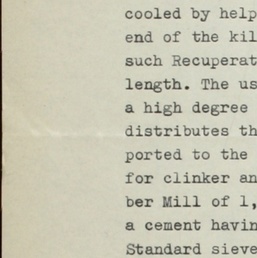 cooled by help
end of the kil
such Recuperat
length. The us
a high degree
distributes th
ported to the
for clinker an
ber Mill of 1,
a cement havin
Standard sieve